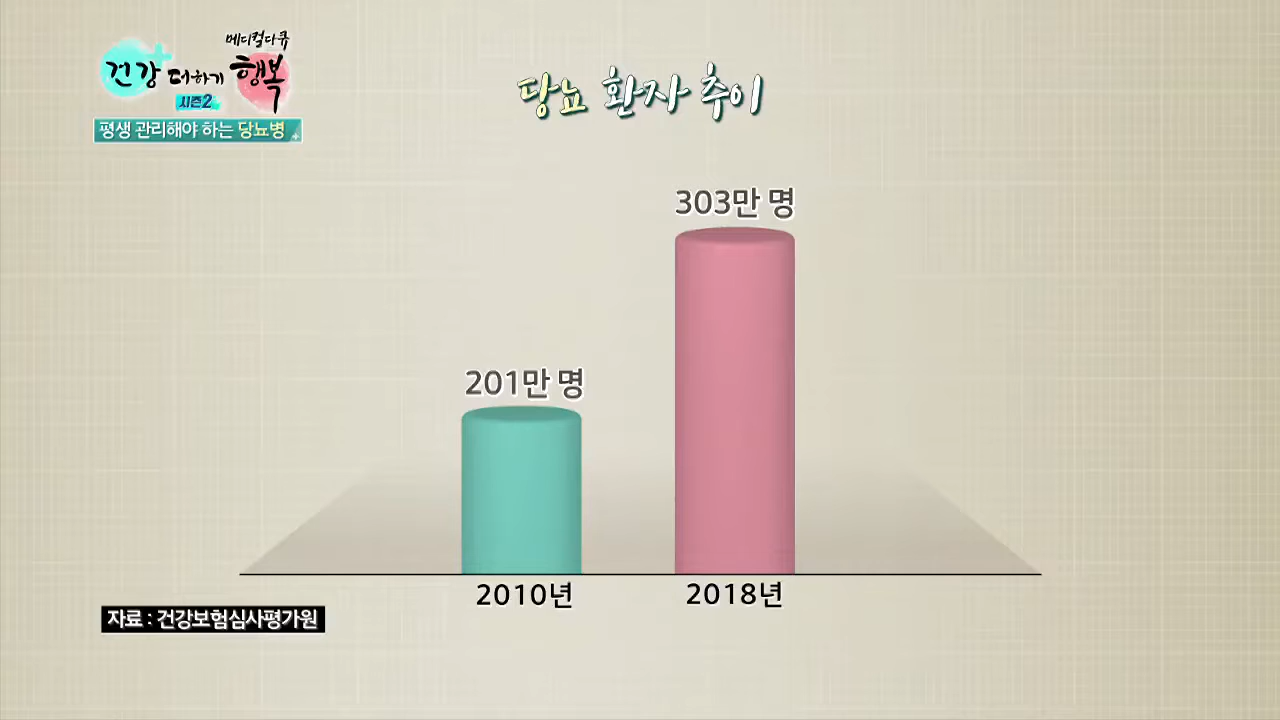 메디컬다큐
건강 더하기 행복
시즌2
평생 관리해야 하는 당뇨병
당뇨 환자 추이
303만 명
201만 명
2010년
2018년
자료 : 건강보험심사평가원